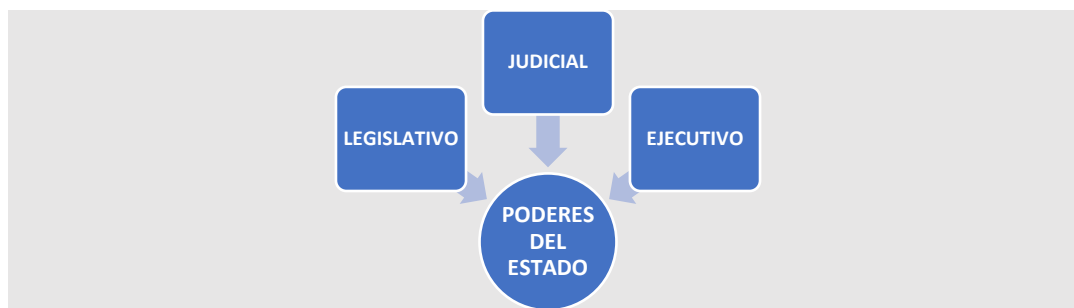 JUDICIAL
LEGISLATIVO
EJECUTIVO
PODERES
DEL
ESTADO